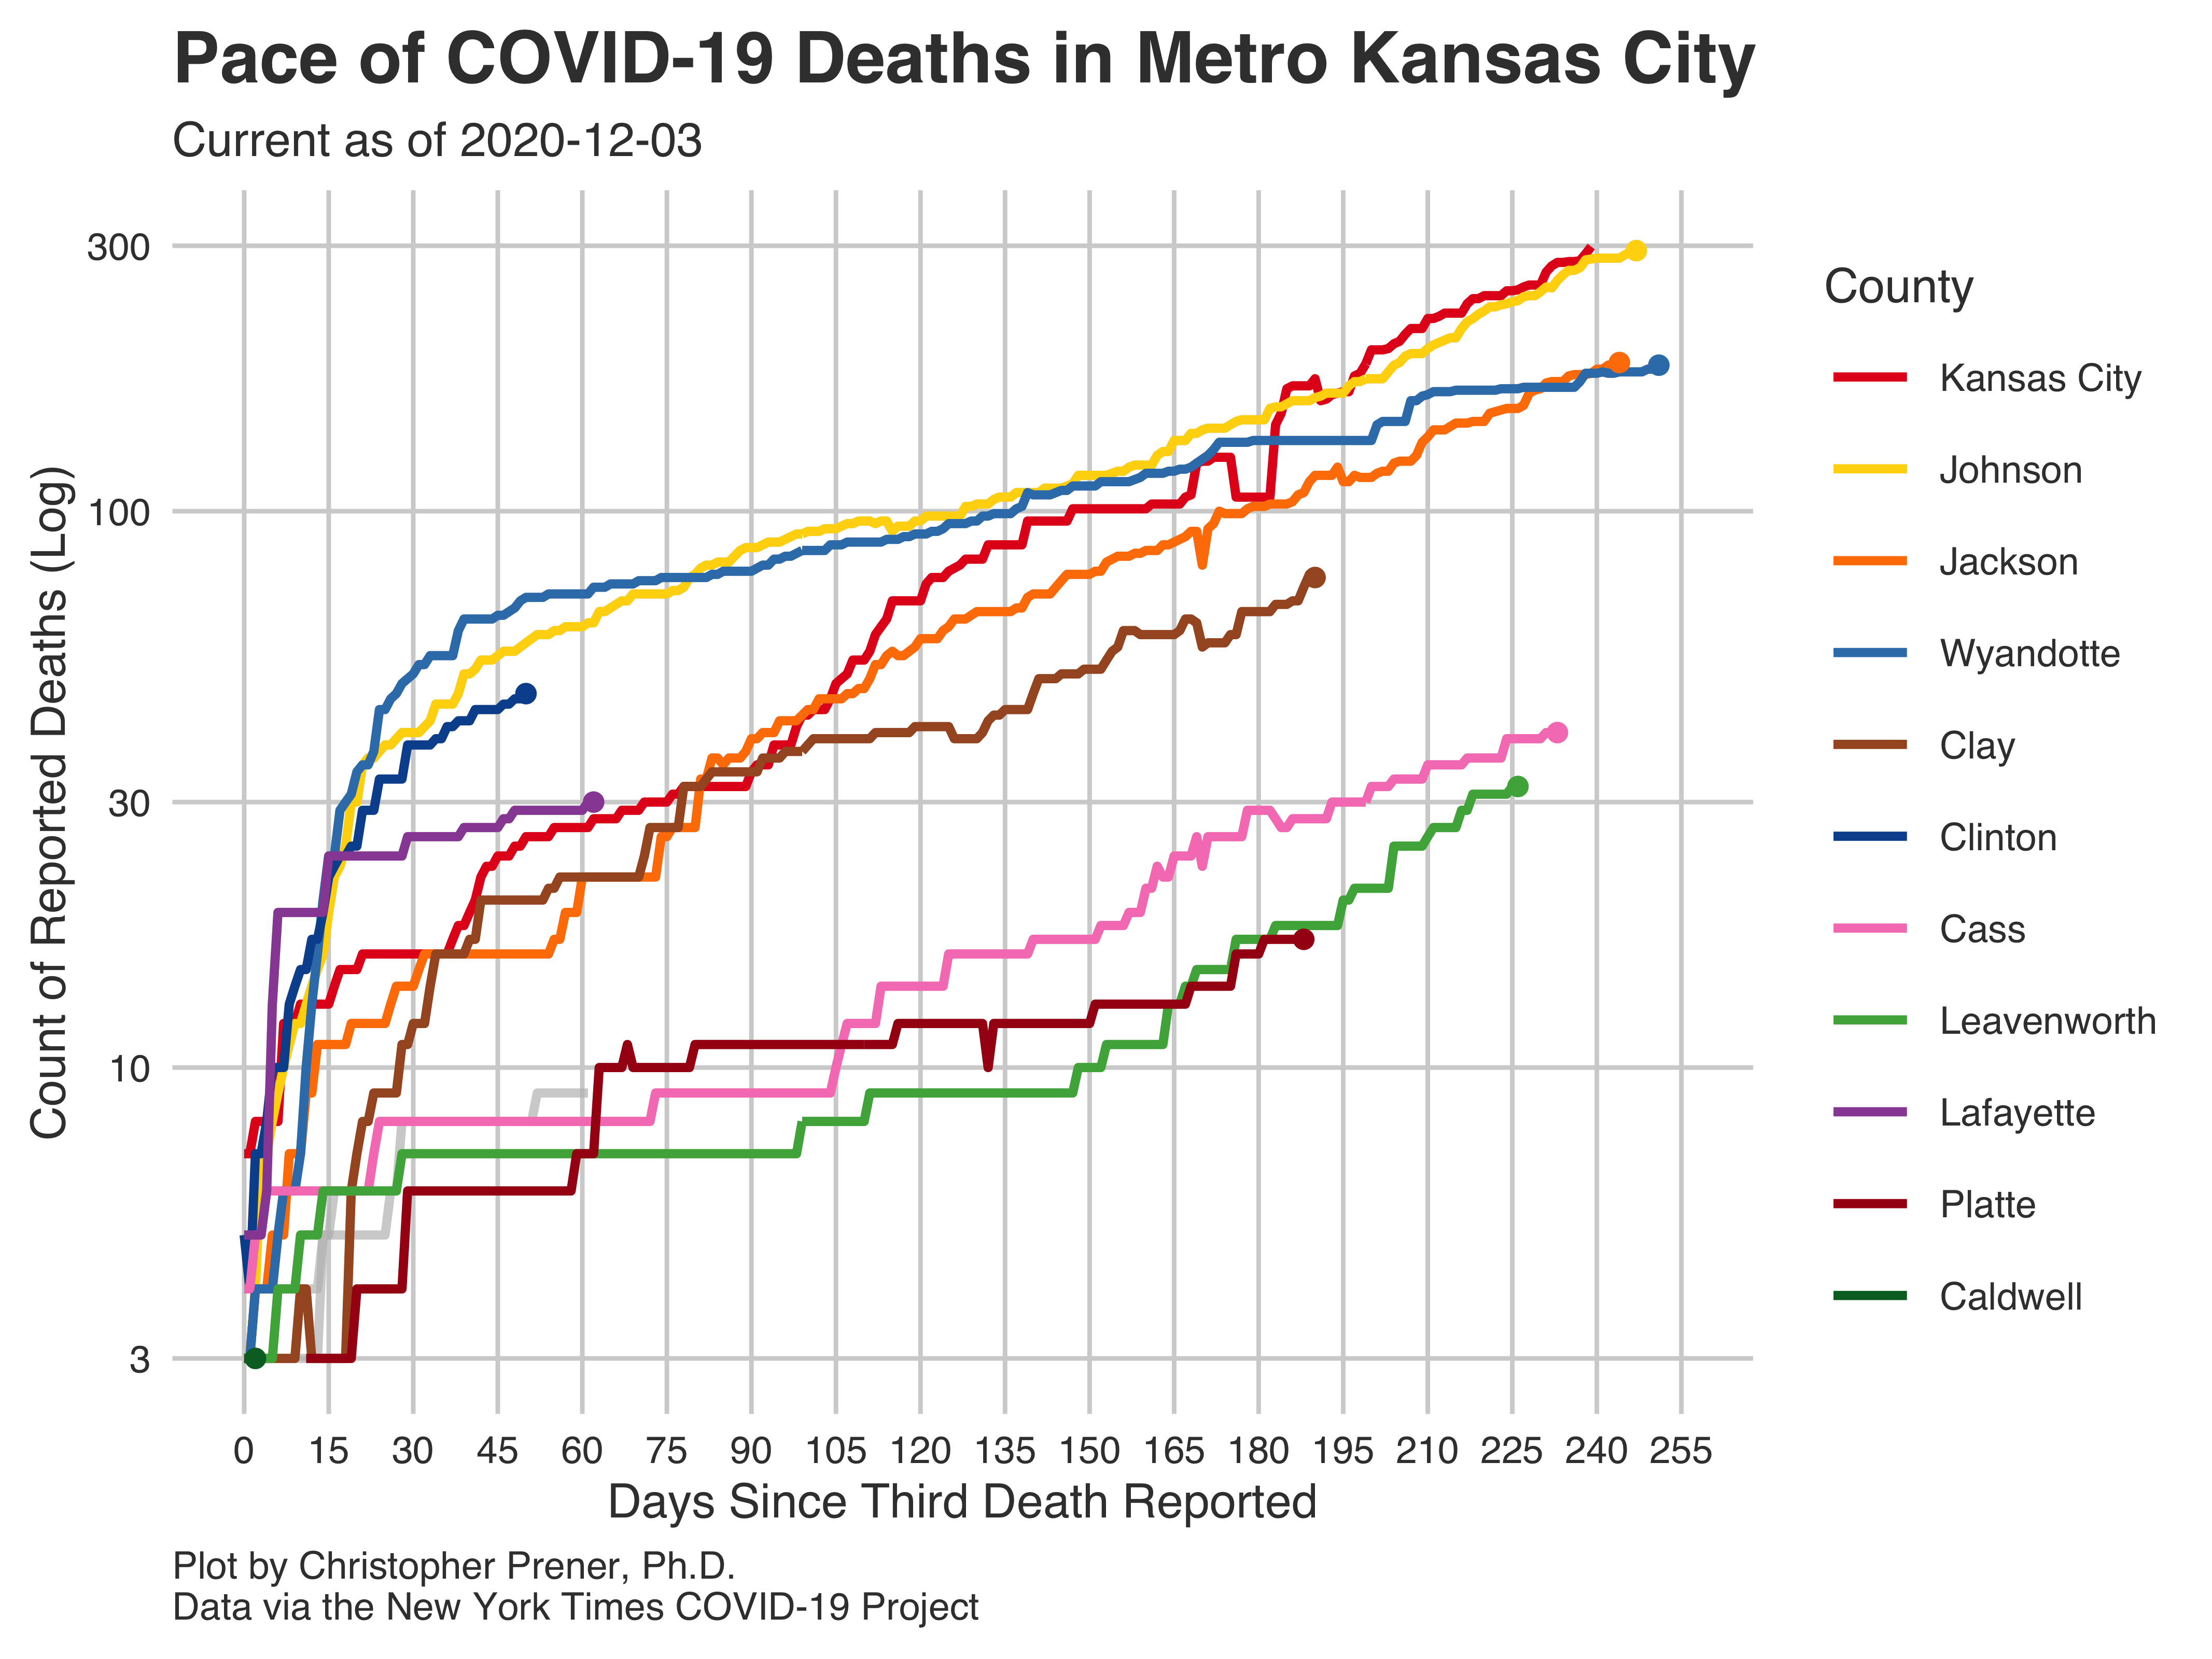 Pace of COVID-19 Deaths in Metro Kansas City
Current as of 2020-12-03
Count of Reported Deaths (Log)
300
100
30
10
3
0 15 30 45 60 75 90 105 120 135 150 165 180 195 210 225 240 255
Days Since Third Death Reported
County
Kansas City
Johnson
Jackson
Wyandotte
Clay
Clinton
Cass
Leavenworth
Lafayette
Platte
Caldwell
Plot by Christopher Prener, Ph.D.
Data via the New York Times COVID-19 Project